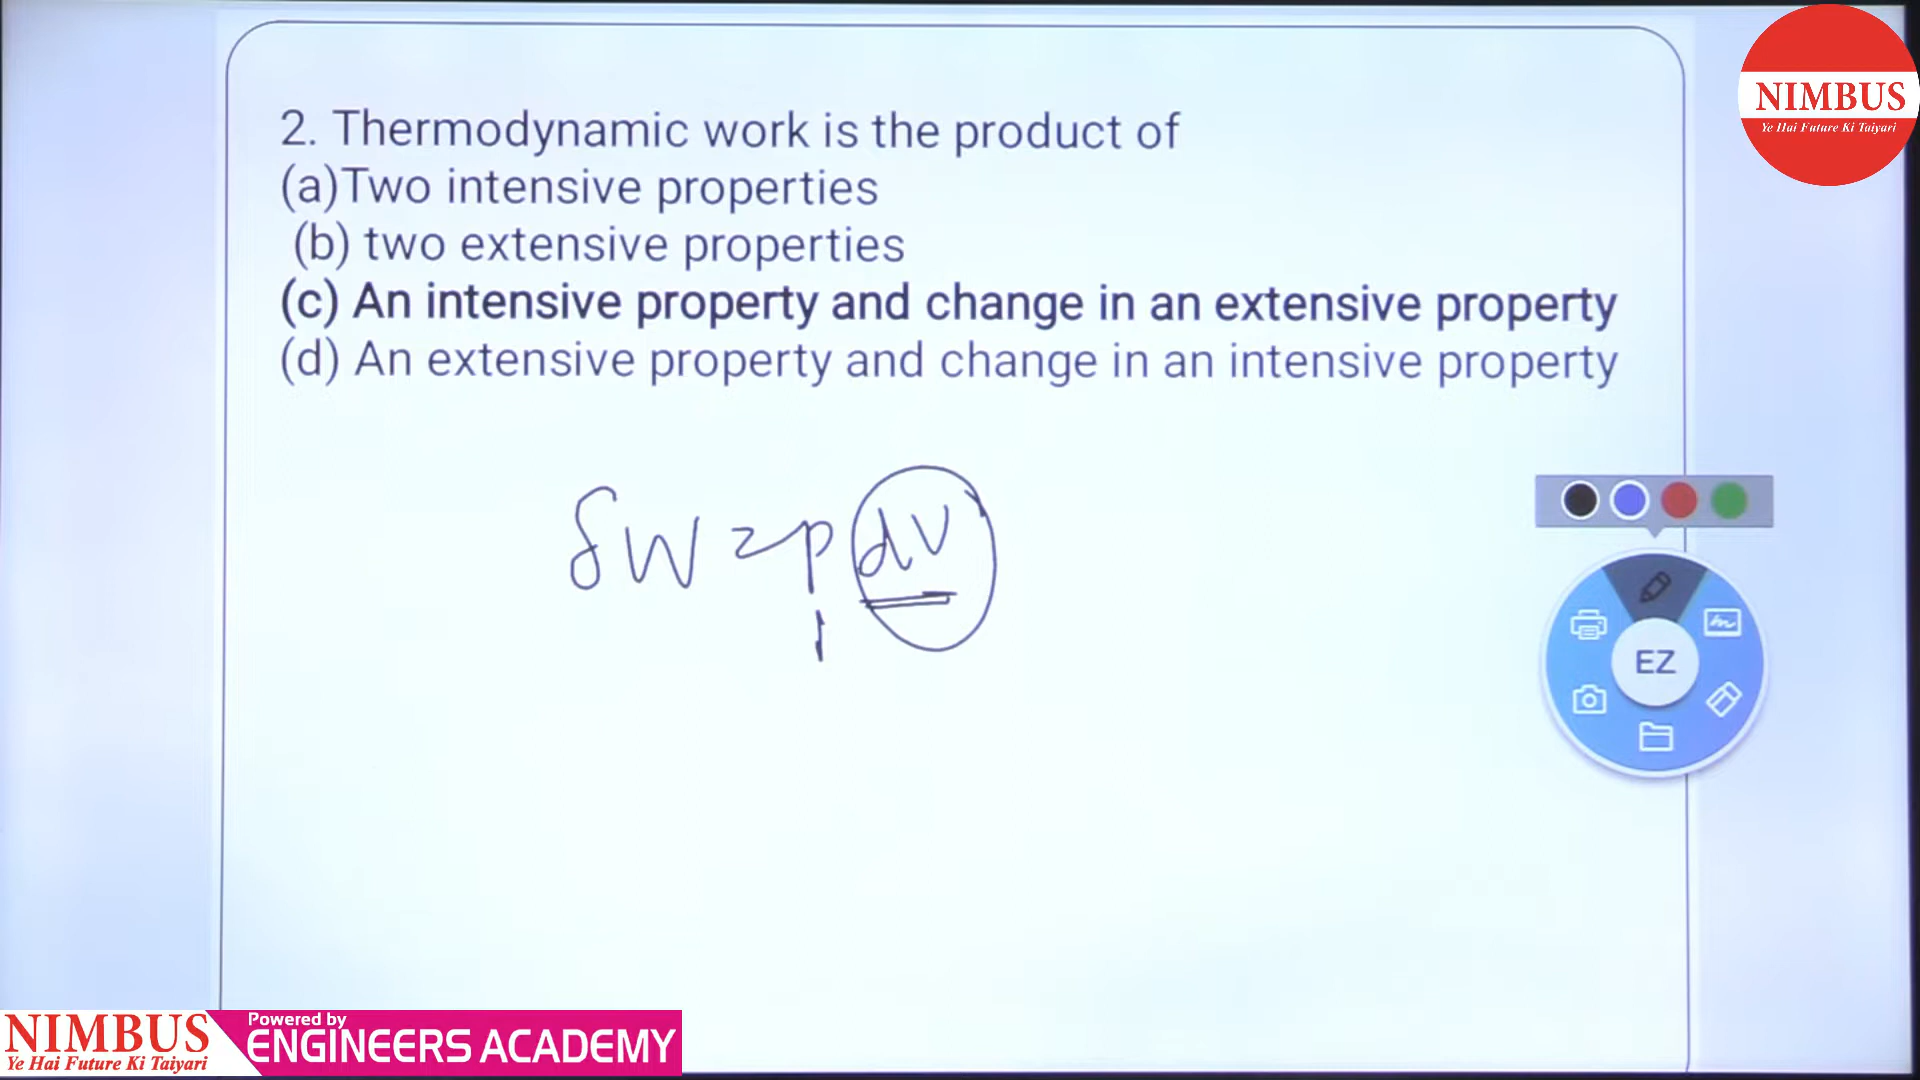 NIMBUS
Ye Hai Future Ki Taiyari
2. Thermodynamic work is the product of
(a)Two intensive properties
(b) two extensive properties
(c) An intensive property and change in an extensive property
(d) An extensive property and change in an intensive property
δW = p dv
EZ
NIMBUS
Ye Hai Future Ki Taiyari
Powered by
ENGINEERS ACADEMY